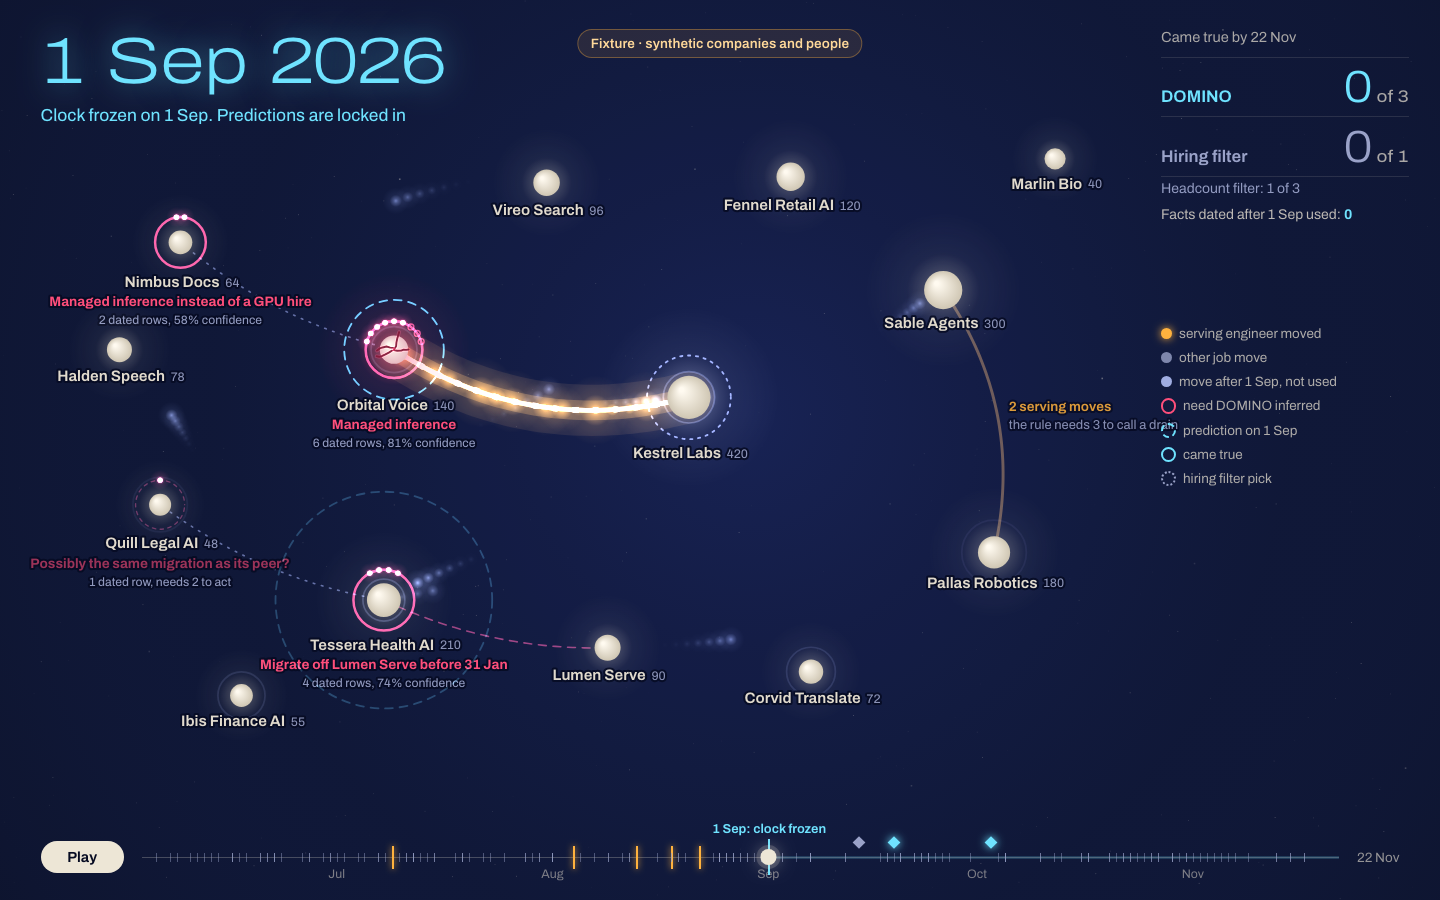 1 Sep 2026
Clock frozen on 1 Sep. Predictions are locked in
Fixture · synthetic companies and people
Came true by 22 Nov
DOMINO 0 of 3
Hiring filter 0 of 1
Headcount filter: 1 of 3
Facts dated after 1 Sep used: 0
Vireo Search 96
Fennel Retail AI 120
Marlin Bio 40
Nimbus Docs 64
Managed inference instead of a GPU hire
2 dated rows, 58% confidence
Halden Speech 78
Orbital Voice 140
Managed inference
6 dated rows, 81% confidence
Kestrel Labs 420
Sable Agents 300
2 serving moves
the rule needs 3 to call a drain
serving engineer moved
other job move
move after 1 Sep, not used
need DOMINO inferred
prediction on 1 Sep
came true
hiring filter pick
Quill Legal AI 48
Possibly the same migration as its peer?
1 dated row, needs 2 to act
Pallas Robotics 180
Tessera Health AI 210
Migrate off Lumen Serve before 31 Jan
4 dated rows, 74% confidence
Lumen Serve 90
Corvid Translate 72
Ibis Finance AI 55
1 Sep: clock frozen
Play
22 Nov
Jul
Aug
Sep
Oct
Nov